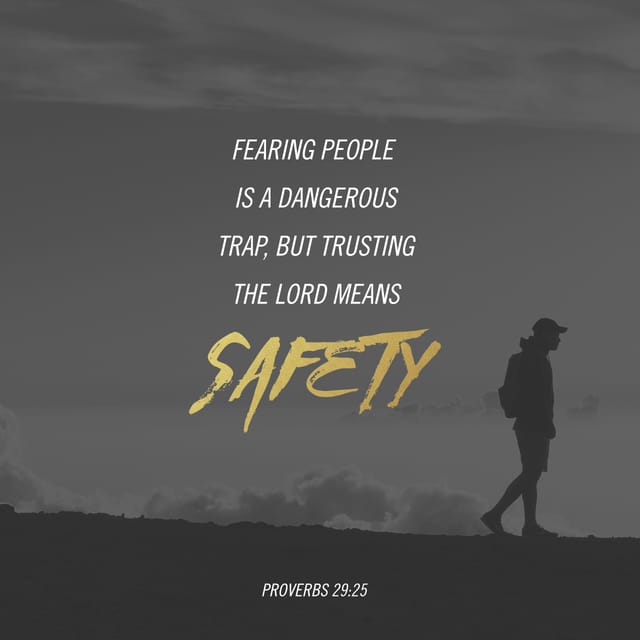 FEARING PEOPLE
IS A DANGEROUS
TRAP, BUT TRUSTING
THE LORD MEANS
SAFETY
PROVERBS 29:25